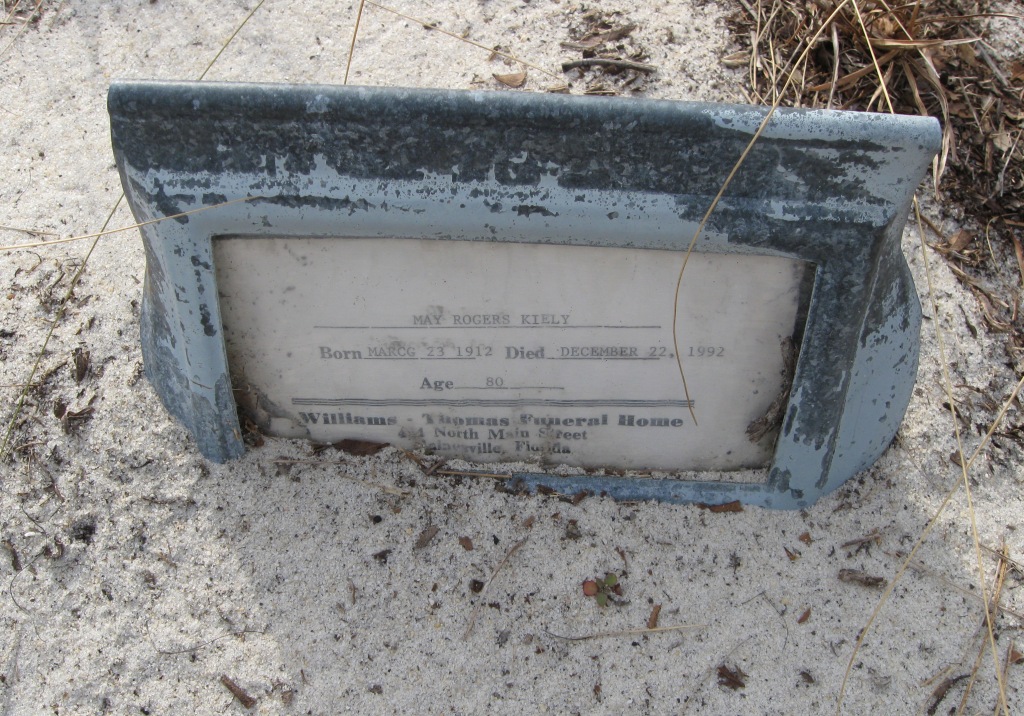 MAY ROGERS KIELY
Born MARCG 23 1912 Died DECEMBER 22, 1992
Age 80
Williams - Thomas Funeral Home
North Main Street
Florida